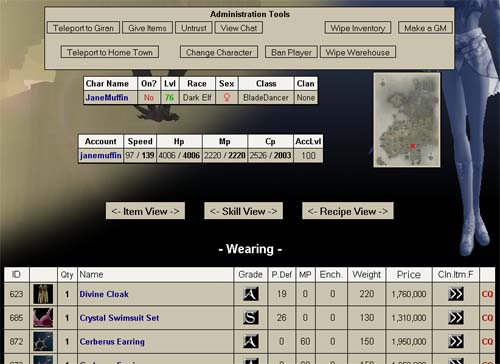 Administration Tools
Teleport to Giran Give Items Untrust View Chat Wipe Inventory Make a GM
Teleport to Home Town Change Character Ban Player Wipe Warehouse
Char Name On? Lvl Race Sex Class Clan
JaneMuffin No 76 Dark Elf ♀ BladeDancer None
Account Speed Hp Mp Cp AccLvl
janemuffin 97 / 139 4006 / 4006 2220 / 2220 2526 / 2003 100
<- Item View -> <- Skill View -> <- Recipe View ->
- Wearing -
ID Qty Name Grade P.Def MP Ench. Weight Price Cln.Itm.F
623 1 Divine Cloak A 19 0 0 220 1,760,000 CQ
685 1 Crystal Swimsuit Set S 26 0 0 130 1,310,000 CQ
872 1 Cerberus Earring A 0 60 0 150 1,950,000 CQ